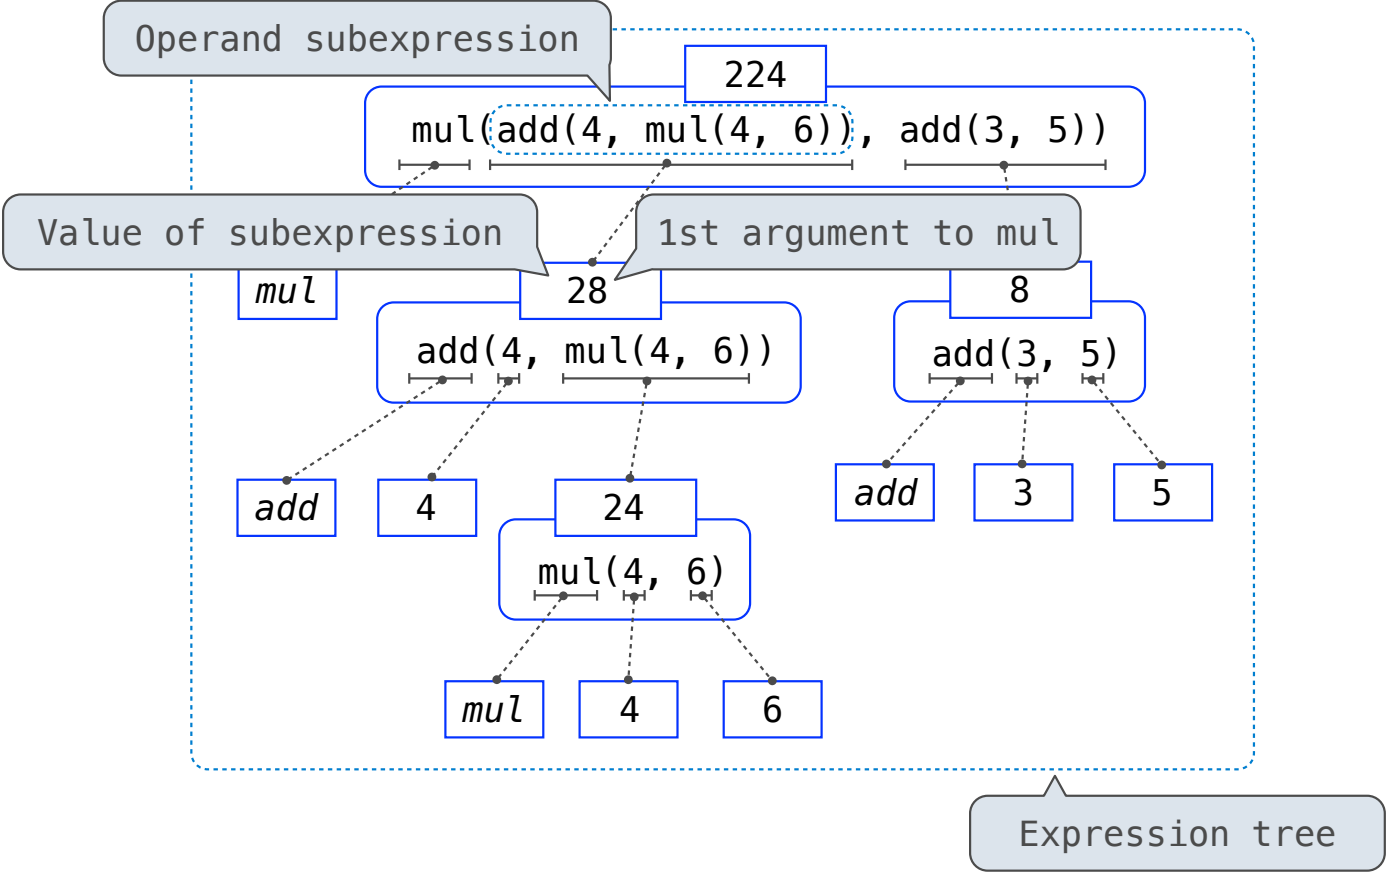 Operand subexpression
224
mul(add(4, mul(4, 6)), add(3, 5))
Value of subexpression
1st argument to mul
mul
28
8
add(4, mul(4, 6))
add(3, 5)
add
4
24
add
3
5
mul(4, 6)
mul
4
6
Expression tree